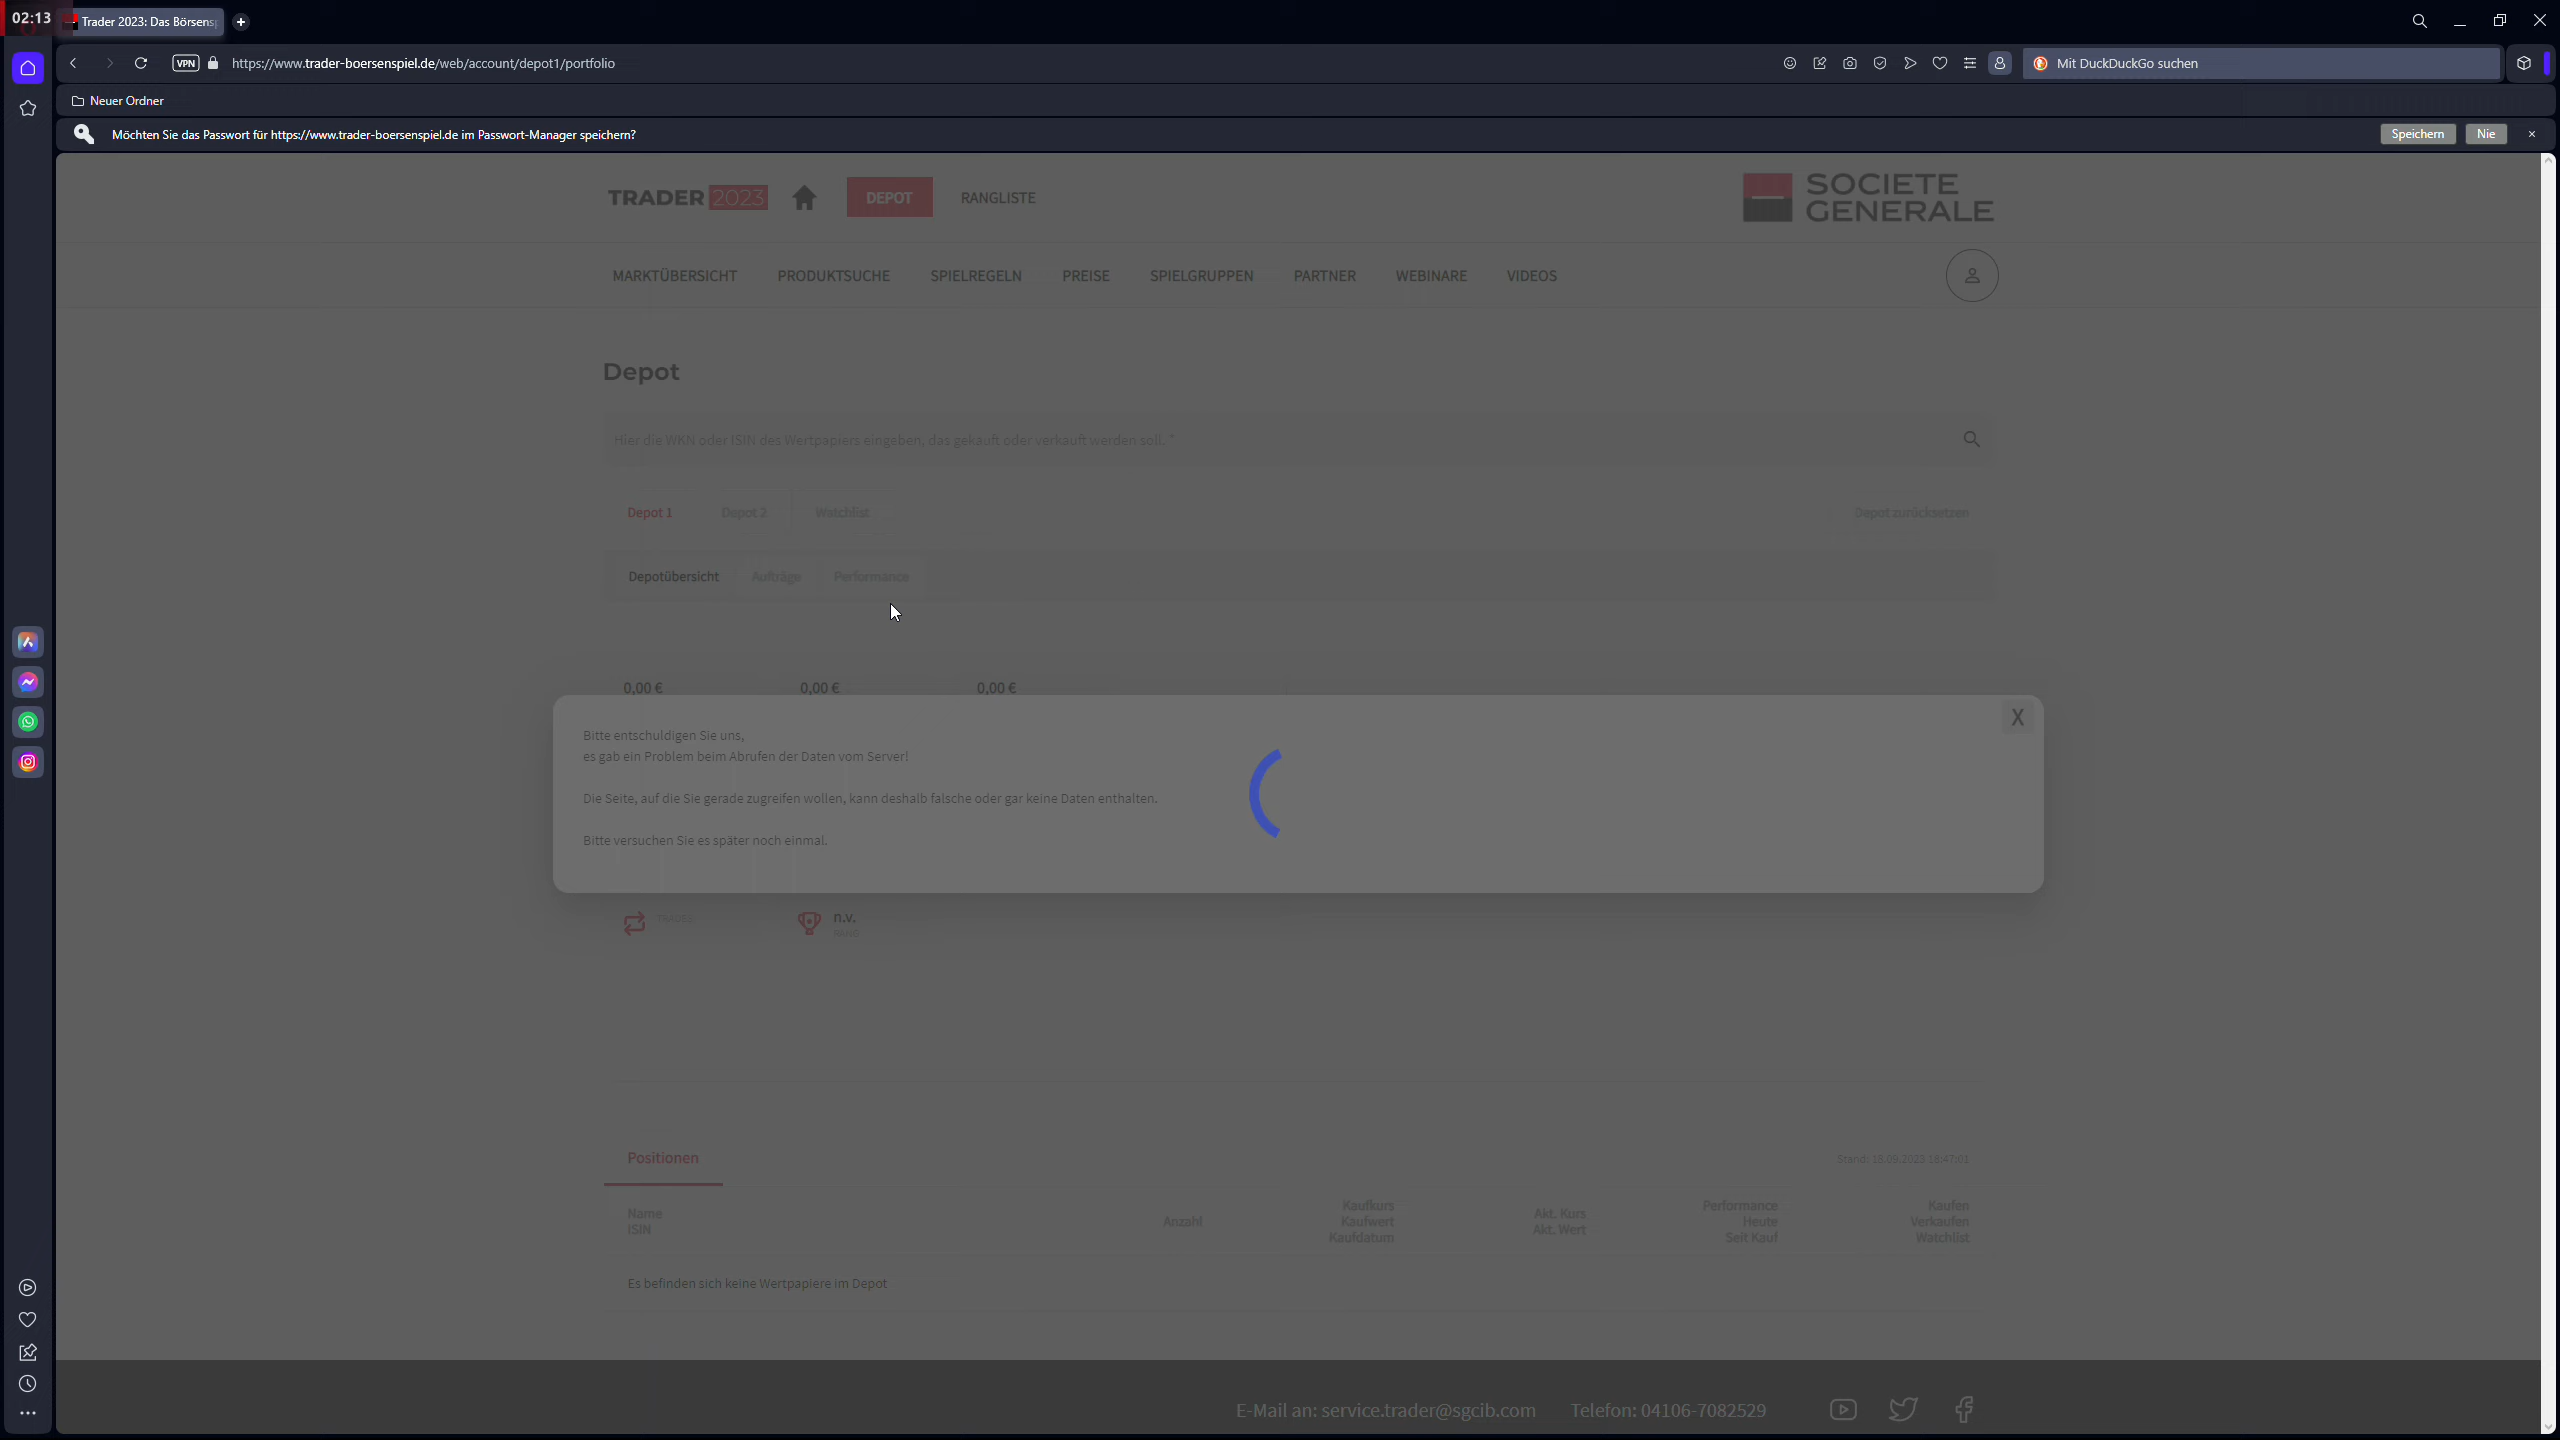 02:13
Trader 2023: Das Börsensp
VPN
https://www.trader-boersenspiel.de/web/account/depot1/portfolio
Mit DuckDuckGo suchen
Neuer Ordner
Möchten Sie das Passwort für https://www.trader-boersenspiel.de im Passwort-Manager speichern?
Speichern
Nie
TRADER 2023
DEPOT
RANGLISTE
SOCIETE
GENERALE
MARKTÜBERSICHT
PRODUKTSUCHE
SPIELREGELN
PREISE
SPIELGRUPPEN
PARTNER
WEBINARE
VIDEOS
Depot
Hier die WKN oder ISIN des Wertpapiers eingeben, das gekauft oder verkauft werden soll. *
Depot 1
Depot 2
Watchlist
Depot zurücksetzen
Depotübersicht
Aufträge
Performance
0,00 €
0,00 €
0,00 €
X
Bitte entschuldigen Sie uns,
es gab ein Problem beim Abrufen der Daten vom Server!
Die Seite, auf die Sie gerade zugreifen wollen, kann deshalb falsche oder gar keine Daten enthalten.
Bitte versuchen Sie es später noch einmal.
TRADES
n.v.
RANG
Positionen
Name
ISIN
Anzahl
Kaufkurs
Kaufwert
Kaufdatum
Akt. Kurs
Akt. Wert
Performance
Heute
Seit Kauf
Kaufen
Verkaufen
Watchlist
Es befinden sich keine Wertpapiere im Depot
E-Mail an: service.trader@sgcib.com
Telefon: 04106-7082529